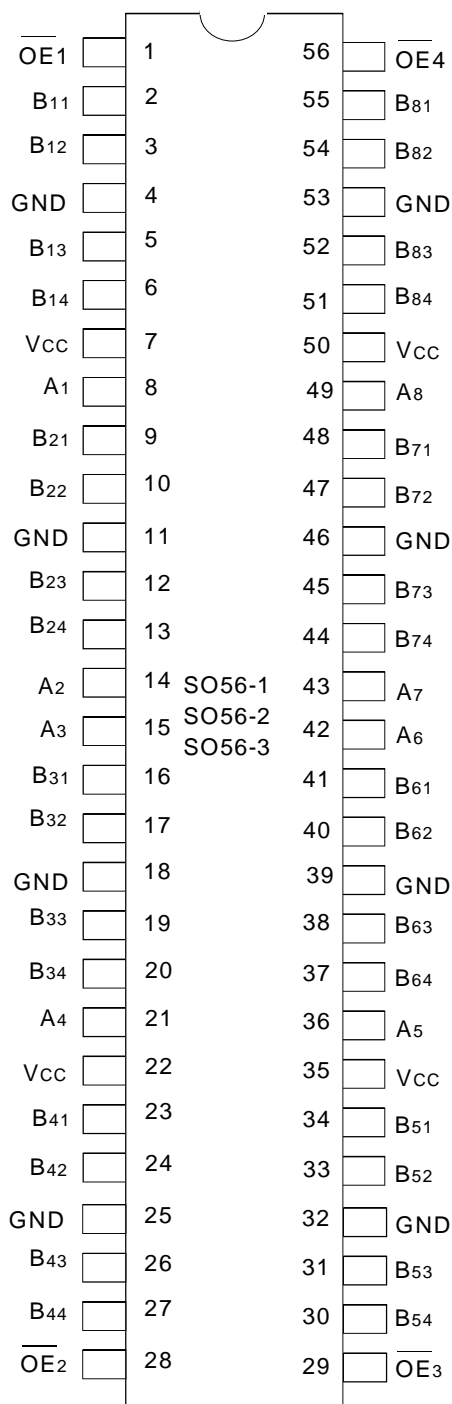 OE1 1 56 OE4
B11 2 55 B81
B12 3 54 B82
GND 4 53 GND
B13 5 52 B83
B14 6 51 B84
VCC 7 50 VCC
A1 8 49 A8
B21 9 48 B71
B22 10 47 B72
GND 11 46 GND
B23 12 45 B73
B24 13 44 B74
A2 14 SO56-1 43 A7
SO56-2
A3 15 SO56-3 42 A6
B31 16 41 B61
B32 17 40 B62
GND 18 39 GND
B33 19 38 B63
B34 20 37 B64
A4 21 36 A5
VCC 22 35 VCC
B41 23 34 B51
B42 24 33 B52
GND 25 32 GND
B43 26 31 B53
B44 27 30 B54
OE2 28 29 OE3